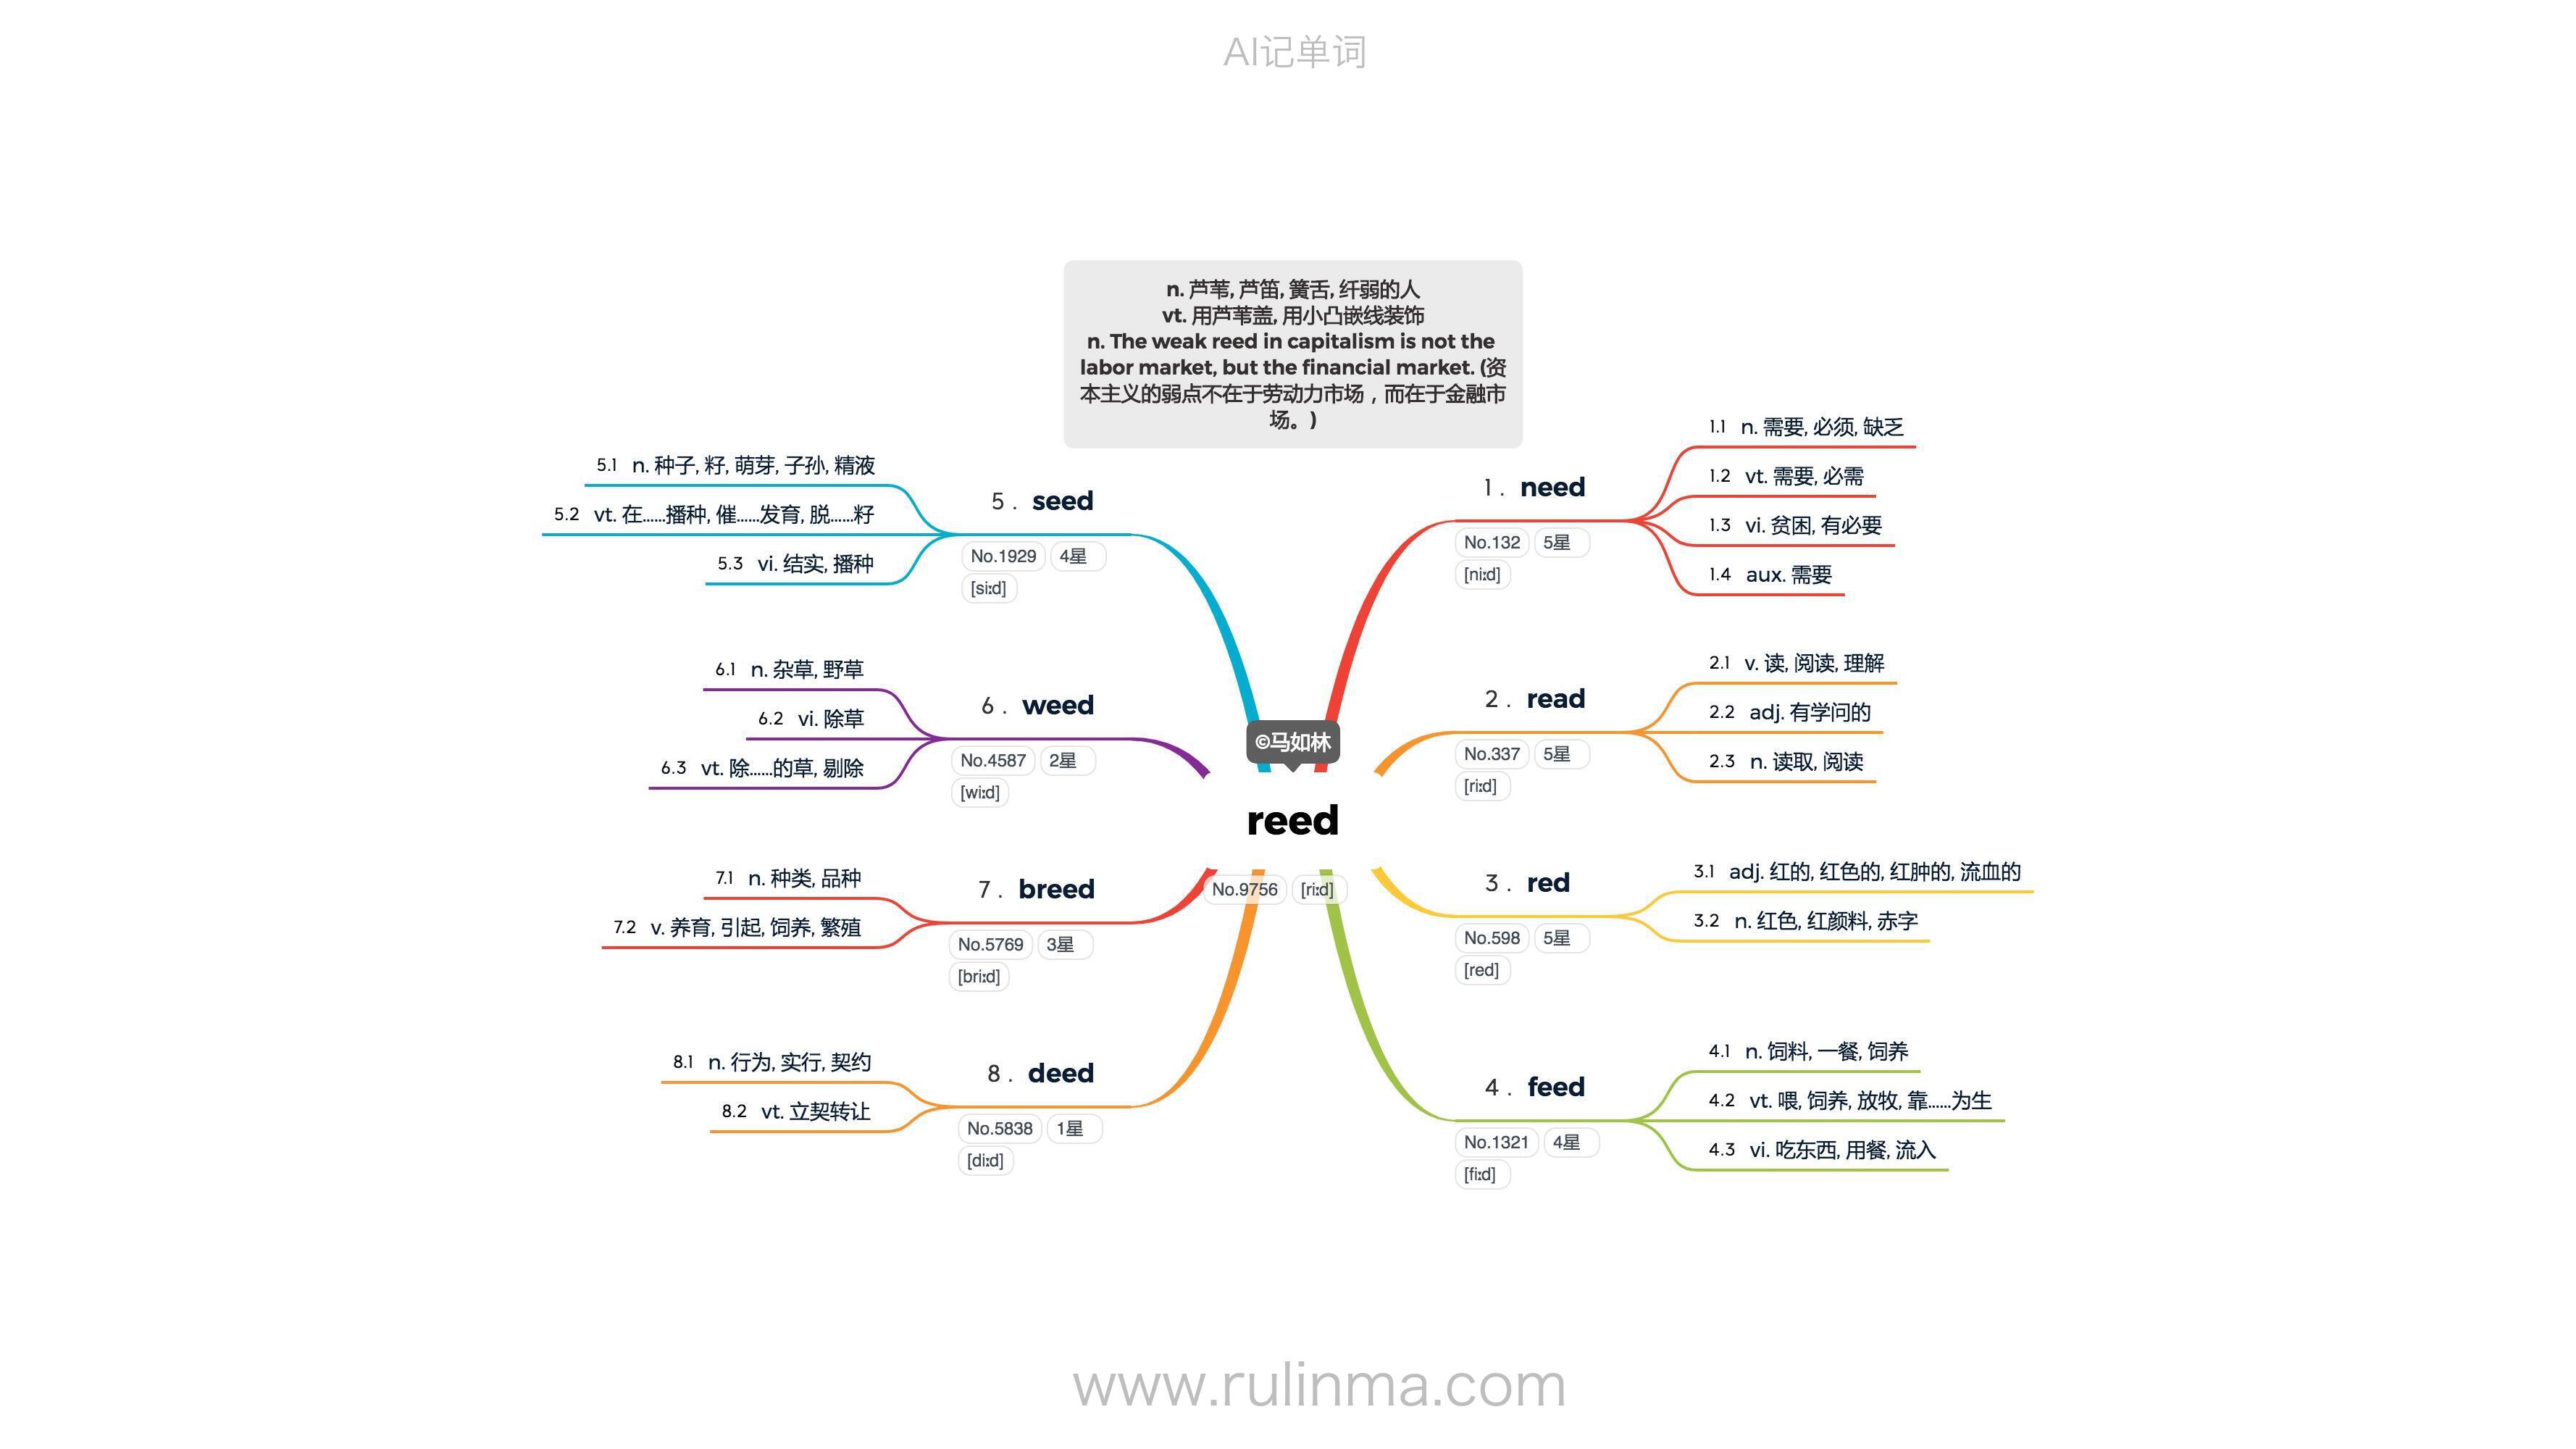 AI记单词
n. 芦苇, 芦笛, 簧舌, 纤弱的人
vt. 用芦苇盖, 用小凸嵌线装饰
n. The weak reed in capitalism is not the
labor market, but the financial market. (资
本主义的弱点不在于劳动力市场，而在于金融市
场。)
©马如林
reed
No.9756 [ri:d]
1. need
No.132 5星
[ni:d]
1.1 n. 需要, 必须, 缺乏
1.2 vt. 需要, 必需
1.3 vi. 贫困, 有必要
1.4 aux. 需要
2. read
No.337 5星
[ri:d]
2.1 v. 读, 阅读, 理解
2.2 adj. 有学问的
2.3 n. 读取, 阅读
3. red
No.598 5星
[red]
3.1 adj. 红的, 红色的, 红肿的, 流血的
3.2 n. 红色, 红颜料, 赤字
4. feed
No.1321 4星
[fi:d]
4.1 n. 饲料, 一餐, 饲养
4.2 vt. 喂, 饲养, 放牧, 靠……为生
4.3 vi. 吃东西, 用餐, 流入
5. seed
No.1929 4星
[si:d]
5.1 n. 种子, 籽, 萌芽, 子孙, 精液
5.2 vt. 在……播种, 催……发育, 脱……籽
5.3 vi. 结实, 播种
6. weed
No.4587 2星
[wi:d]
6.1 n. 杂草, 野草
6.2 vi. 除草
6.3 vt. 除……的草, 剔除
7. breed
No.5769 3星
[bri:d]
7.1 n. 种类, 品种
7.2 v. 养育, 引起, 饲养, 繁殖
8. deed
No.5838 1星
[di:d]
8.1 n. 行为, 实行, 契约
8.2 vt. 立契转让
www.rulinma.com